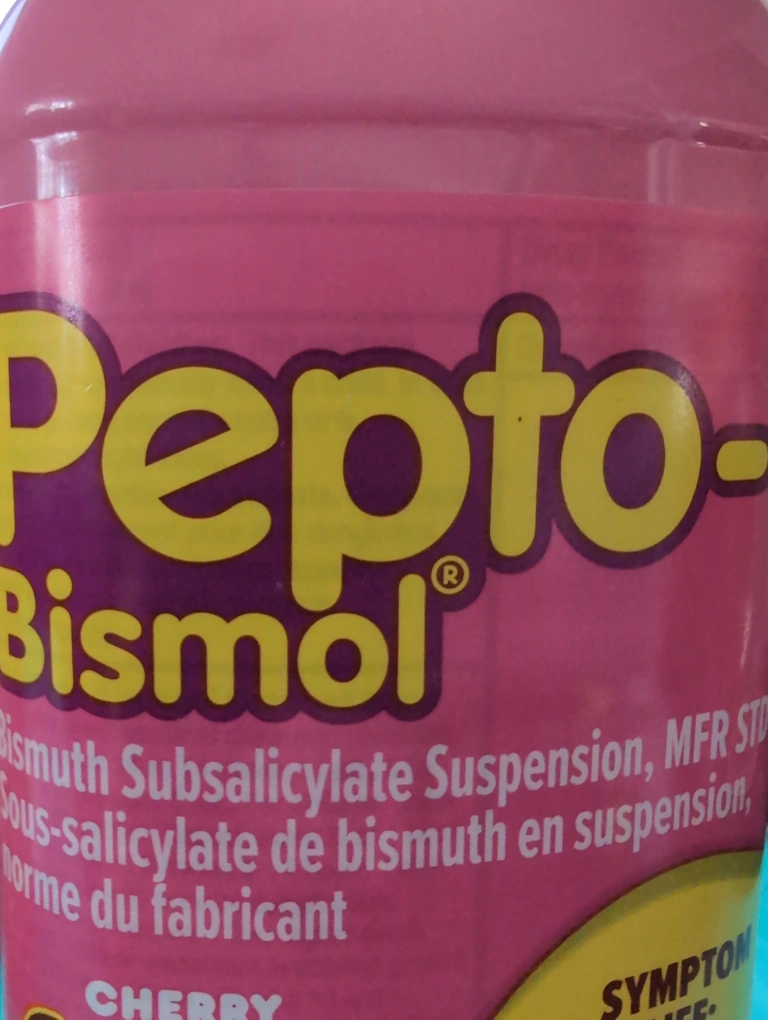 Pepto-
Bismol®
Bismuth Subsalicylate Suspension, MFR STD
Sous-salicylate de bismuth en suspension,
norme du fabricant
CHERRY
SYMPTOM